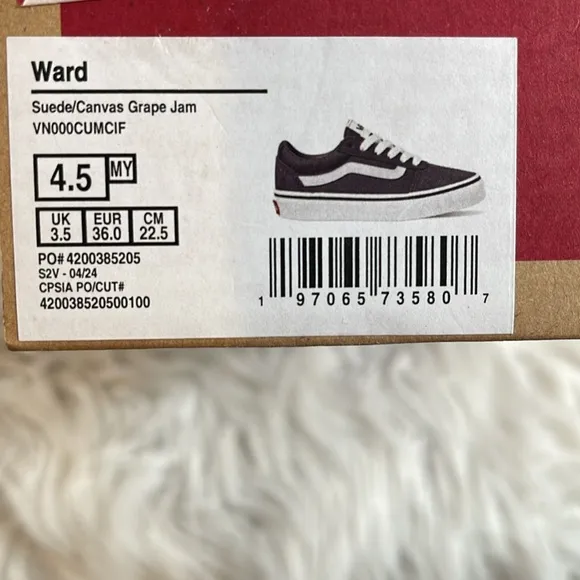 Ward
Suede/Canvas Grape Jam
VN000CUMCIF
4.5 MY
UK EUR CM
3.5 36.0 22.5
PO# 4200385205
S2V - 04/24
CPSIA PO/CUT#
420038520500100
1 97065 73580 7